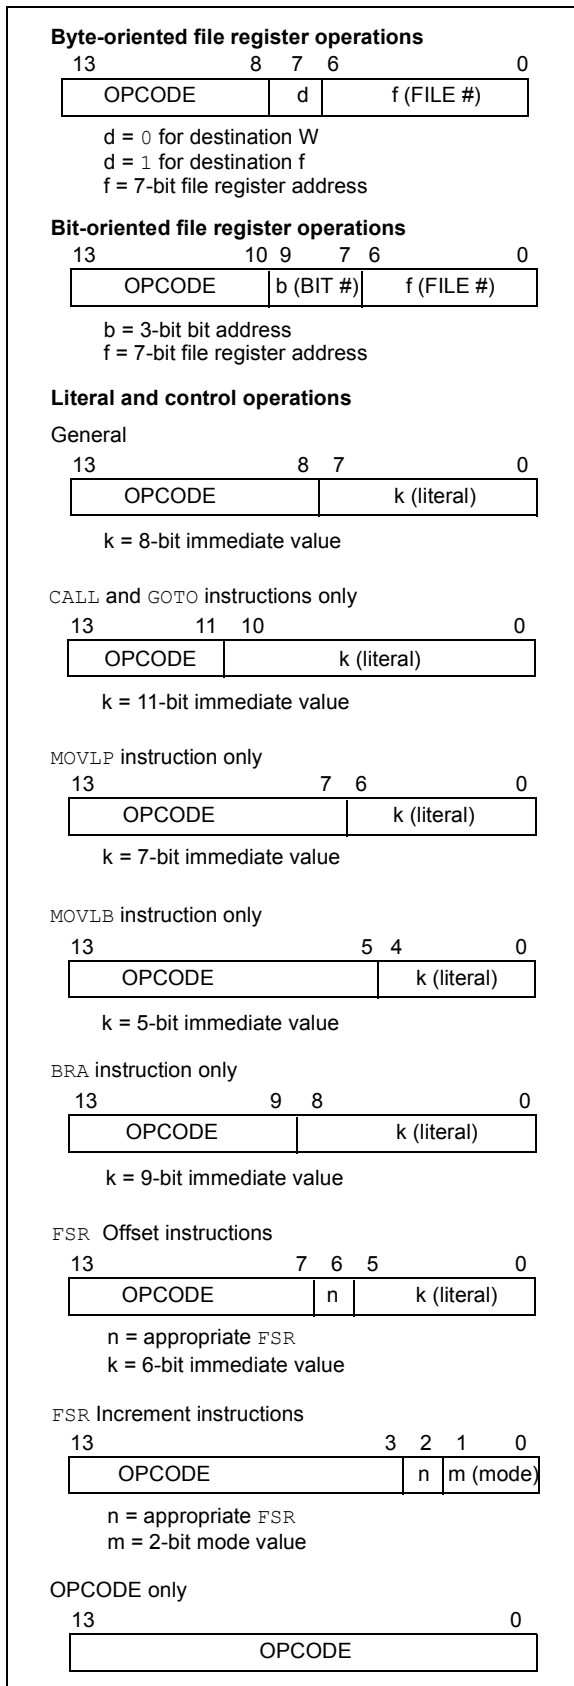 Byte-oriented file register operations
13 8 7 6 0
OPCODE d f (FILE #)
d = 0 for destination W
d = 1 for destination f
f = 7-bit file register address
Bit-oriented file register operations
13 10 9 7 6 0
OPCODE b (BIT #) f (FILE #)
b = 3-bit bit address
f = 7-bit file register address
Literal and control operations
General
13 8 7 0
OPCODE k (literal)
k = 8-bit immediate value
CALL and GOTO instructions only
13 11 10 0
OPCODE k (literal)
k = 11-bit immediate value
MOVLP instruction only
13 7 6 0
OPCODE k (literal)
k = 7-bit immediate value
MOVLB instruction only
13 5 4 0
OPCODE k (literal)
k = 5-bit immediate value
BRA instruction only
13 9 8 0
OPCODE k (literal)
k = 9-bit immediate value
FSR Offset instructions
13 7 6 5 0
OPCODE n k (literal)
n = appropriate FSR
k = 6-bit immediate value
FSR Increment instructions
13 3 2 1 0
OPCODE n m (mode)
n = appropriate FSR
m = 2-bit mode value
OPCODE only
13 0
OPCODE